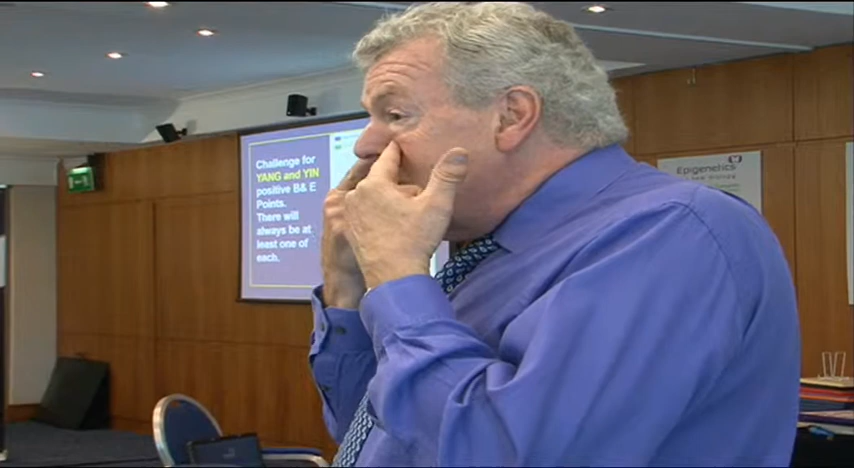 Challenge for
YANG and YIN
positive B& E
Points.
There will
always be at
least one of
each.
Epigenetics